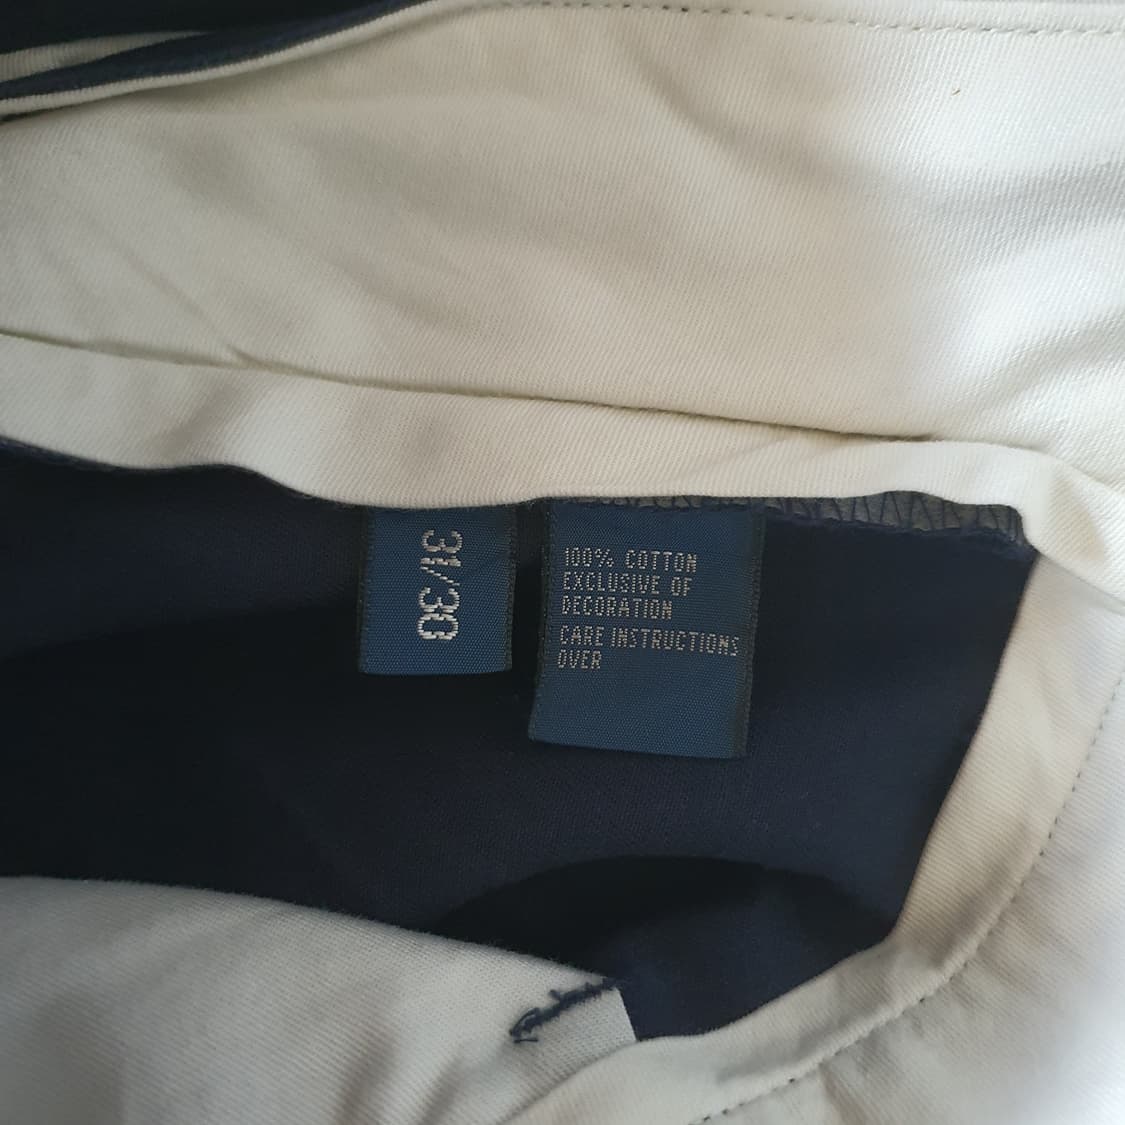 31/30
100% COTTON
EXCLUSIVE OF
DECORATION
CARE INSTRUCTIONS
OVER